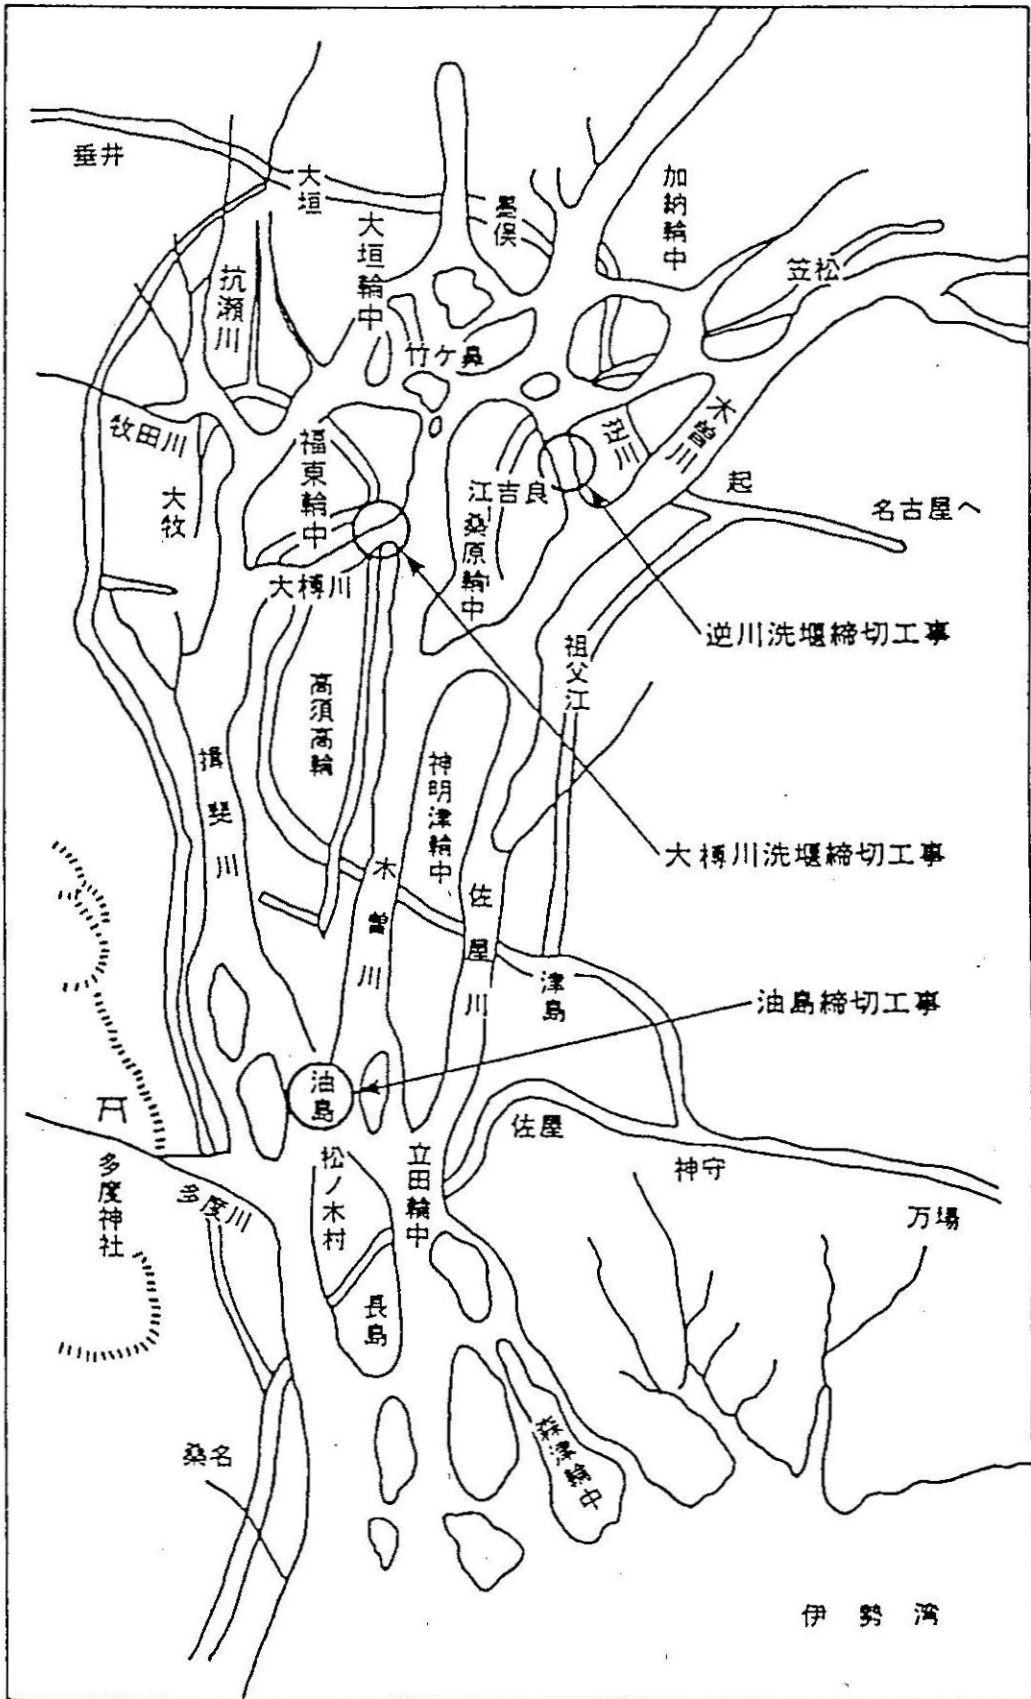 垂井
大垣
大垣輪中
墨俣
加納輪中
笠松
抗瀬川
竹ケ鼻
牧田川
大牧
福東輪中
江吉良
桑原輪中
木曽川
起
名古屋へ
大榑川
逆川洗堰締切工事
祖父江
高須高輪
揖斐川
神明津輪中
大榑川洗堰締切工事
木曽川
佐屋川
津島
油島締切工事
油島
佐屋
神守
万場
多度神社
多度川
松ノ木村
立田輪中
長島
桑名
森津輪中
伊勢湾